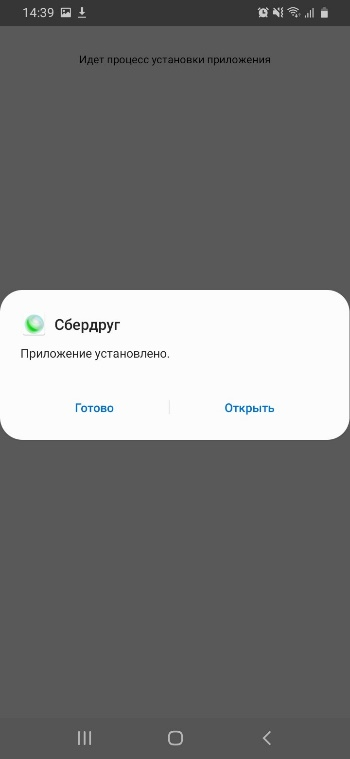 14:39
Идет процесс установки приложения
Сбердруг
Приложение установлено.
Готово
Открыть